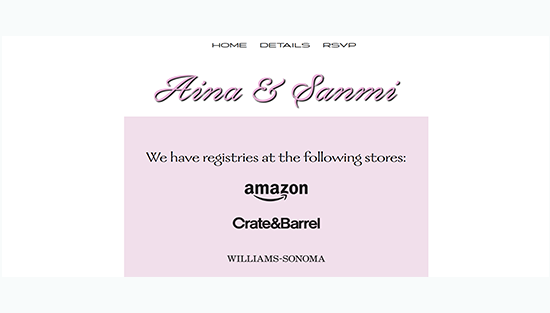 HOME DETAILS RSVP
Aina & Sanmi
We have registries at the following stores:
amazon
Crate&Barrel
WILLIAMS-SONOMA